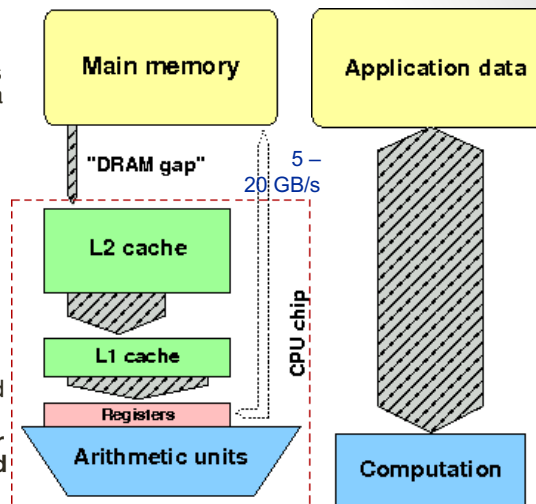 Main memory
Application data
"DRAM gap"
5 –
20 GB/s
L2 cache
CPU chip
L1 cache
Registers
Arithmetic units
Computation